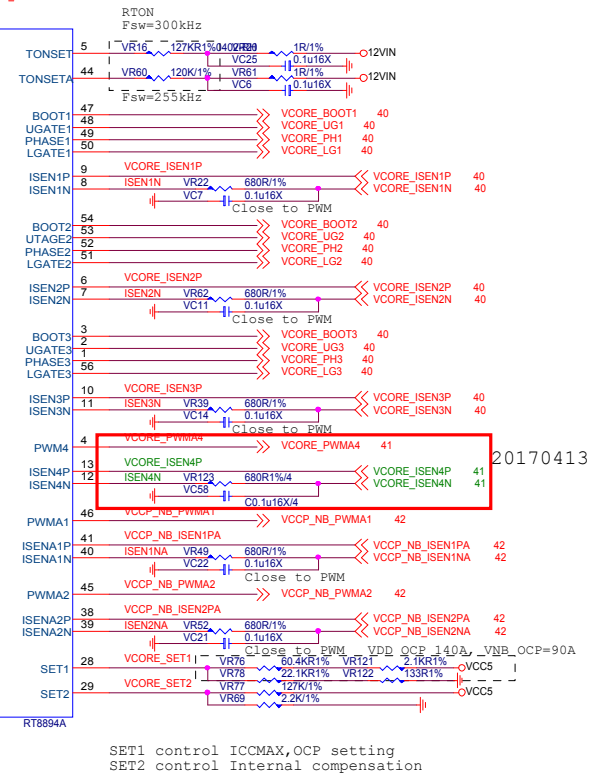 RTON
Fsw=300kHz
TONSET 5 VR16 127KR1% 1R/1% 12VIN
VC25 0.1u16X
TONSETA 44 VR60 120K/1% VR61 1R/1% 12VIN
VC6 0.1u16X
Fsw=255kHz
BOOT1 47 VCORE_BOOT1 40
UGATE1 48 VCORE_UG1 40
PHASE1 49 VCORE_PH1 40
LGATE1 50 VCORE_LG1 40
ISEN1P 9 VCORE_ISEN1P VCORE_ISEN1P 40
ISEN1N 8 ISEN1N VR22 680R/1% VCORE_ISEN1N 40
VC7 0.1u16X
Close to PWM
BOOT2 54 VCORE_BOOT2 40
UTAGE2 53 VCORE_UG2 40
PHASE2 52 VCORE_PH2 40
LGATE2 51 VCORE_LG2 40
ISEN2P 6 VCORE_ISEN2P VCORE_ISEN2P 40
ISEN2N 7 ISEN2N VR62 680R/1% VCORE_ISEN2N 40
VC11 0.1u16X
Close to PWM
BOOT3 3 VCORE_BOOT3 40
UGATE3 2 VCORE_UG3 40
PHASE3 1 VCORE_PH3 40
LGATE3 56 VCORE_LG3 40
ISEN3P 10 VCORE_ISEN3P VCORE_ISEN3P 40
ISEN3N 11 ISEN3N VR39 680R/1% VCORE_ISEN3N 40
VC14 0.1u16X
Close to PWM
PWM4 4 VCORE_PWMA4 VCORE_PWMA4 41
20170413
ISEN4P 13 VCORE_ISEN4P VCORE_ISEN4P 41
ISEN4N 12 ISEN4N VR123 680R1%/4 VCORE_ISEN4N 41
VC58 C0.1u16X/4
PWMA1 46 VCCP_NB_PWMA1 VCCP_NB_PWMA1 42
ISENA1P 41 VCCP_NB_ISEN1PA VCCP_NB_ISEN1PA 42
ISENA1N 40 ISEN1NA VR49 680R/1% VCCP_NB_ISEN1NA 42
VC22 0.1u16X
Close to PWM
PWMA2 45 VCCP_NB_PWMA2 42
ISENA2P 38 VCCP_NB_ISEN2PA VCCP_NB_ISEN2PA 42
ISENA2N 39 ISEN2NA VR52 680R/1% VCCP_NB_ISEN2NA 42
VC21 0.1u16X
Close to PWM VDD_OCP 140A, VNB_OCP=90A
SET1 28 VCORE_SET1 VR76 60.4KR1% VR121 2.1KR1% VCC5
VR78 22.1KR1% VR122 133R1%
SET2 29 VCORE_SET2 VR77 127K/1% VCC5
VR69 2.2K/1%
RT8894A
SET1 control ICCMAX,OCP setting
SET2 control Internal compensation